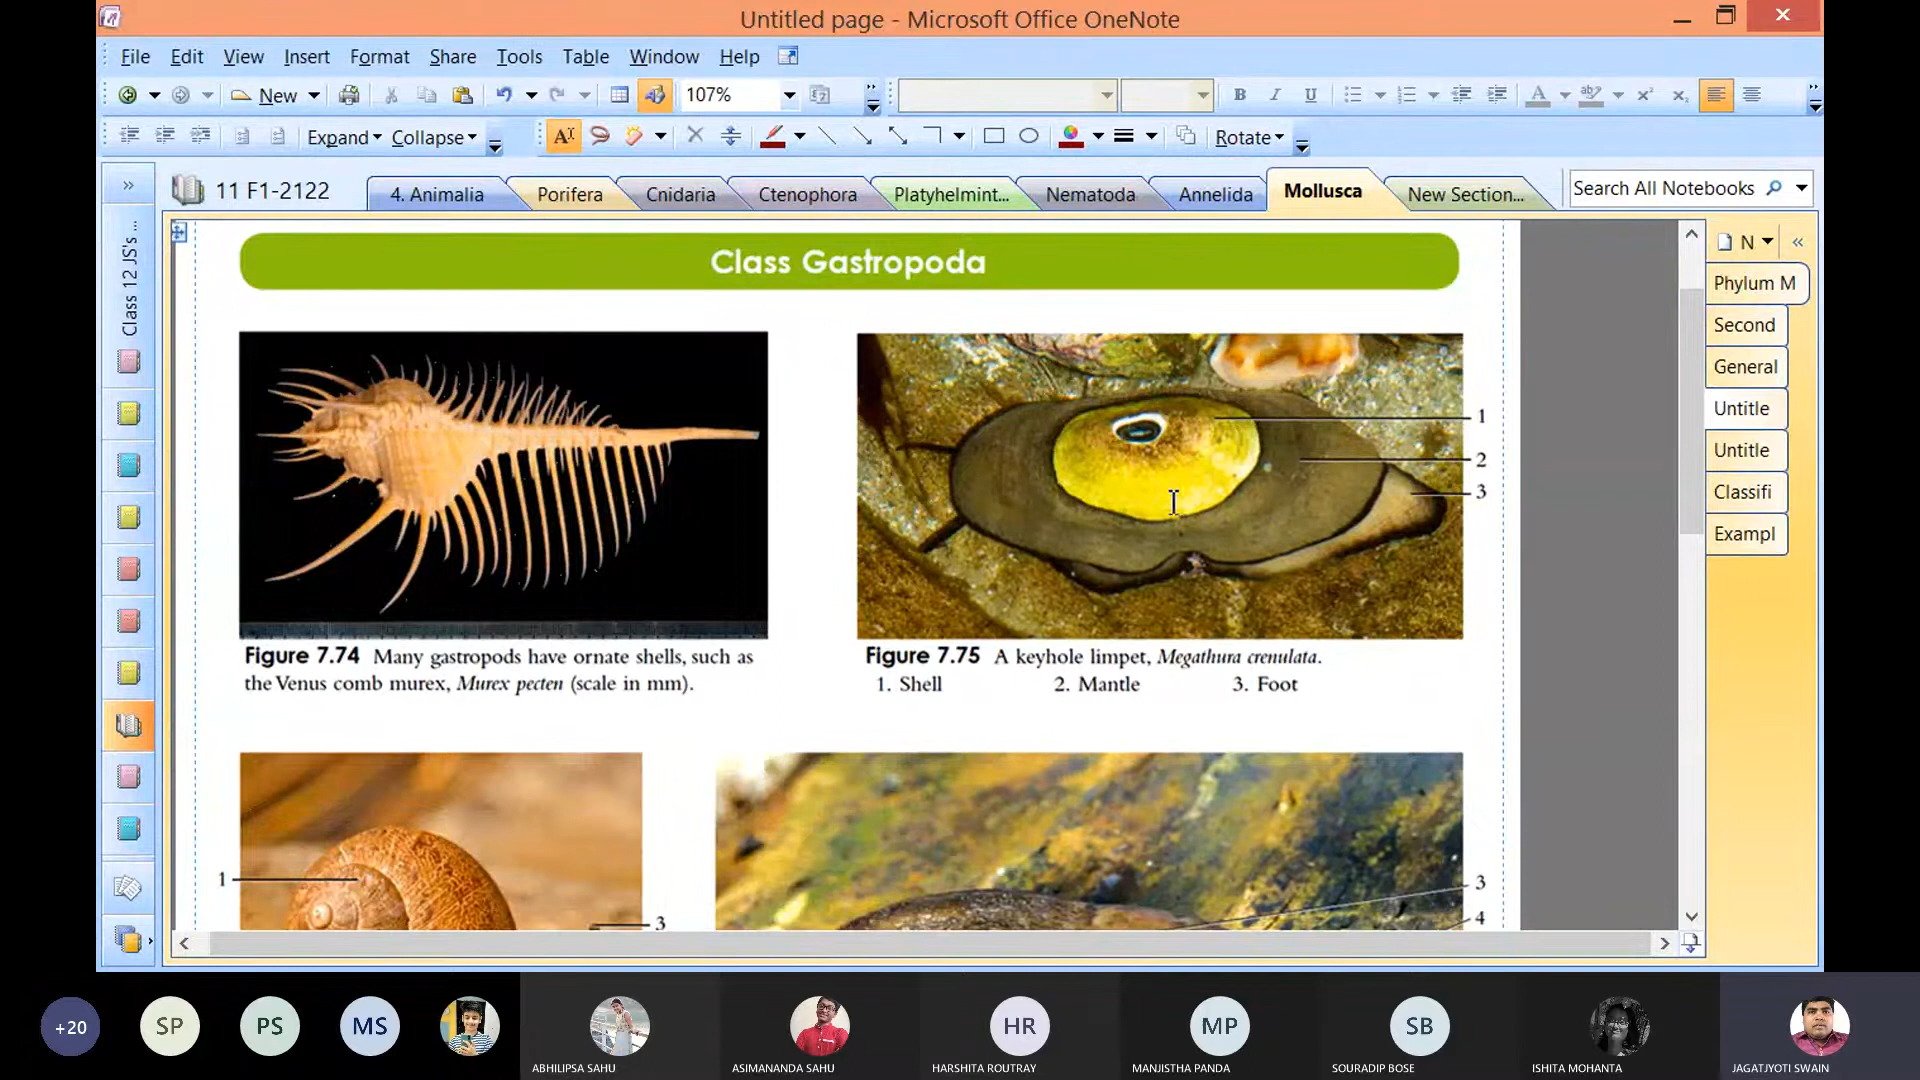 Untitled page - Microsoft Office OneNote
File Edit View Insert Format Share Tools Table Window Help
New 107% B I U
Expand Collapse A Rotate
11 F1-2122 4. Animalia Porifera Cnidaria Ctenophora Platyhelmint... Nematoda Annelida Mollusca New Section... Search All Notebooks
Class 12 JS's ...
N
Phylum M
Second
General
Untitle
Untitle
Classifi
Exampl
Class Gastropoda
1
2
3
Figure 7.74 Many gastropods have ornate shells, such as
the Venus comb murex, Murex pecten (scale in mm).
Figure 7.75 A keyhole limpet, Megathura crenulata.
1. Shell 2. Mantle 3. Foot
1
3
3
4
+20 SP PS MS HR MP SB
ABHILIPSA SAHU ASIMANANDA SAHU HARSHITA ROUTRAY MANJISTHA PANDA SOURADIP BOSE ISHITA MOHANTA JAGATJYOTI SWAIN